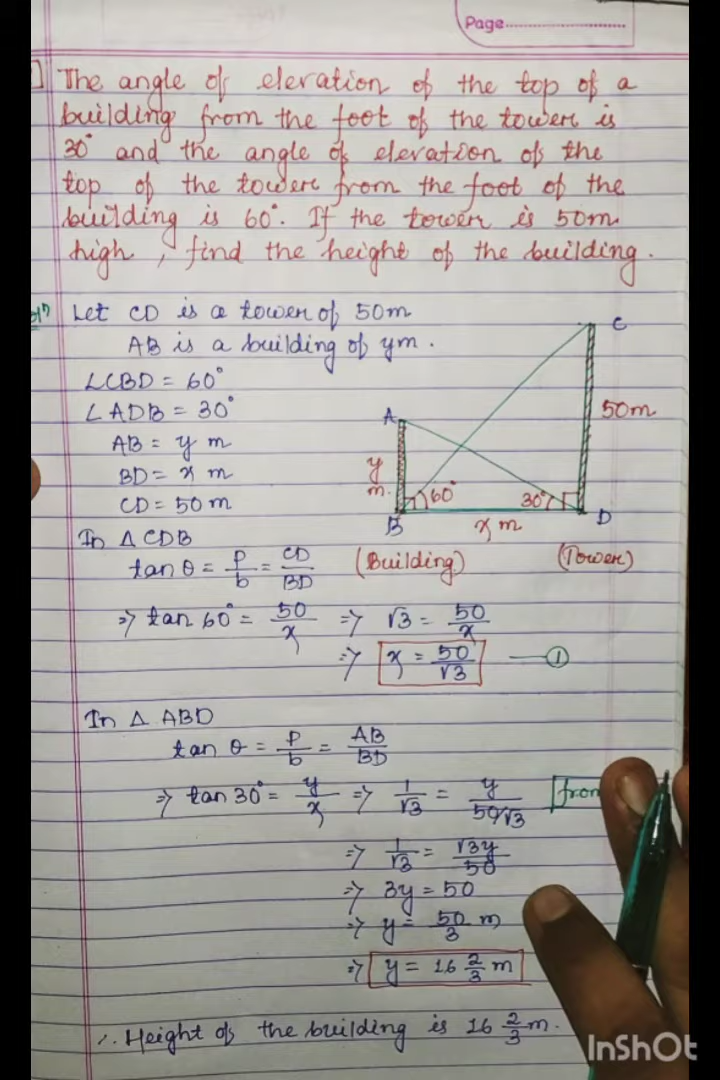 Page
The angle of elevation of the top of a
building from the foot of the tower is
30° and the angle of elevation of the
top of the tower from the foot of the
building is 60°. If the tower is 50m
high, find the height of the building.
Soln Let CD is a tower of 50m
AB is a building of ym.
∠CBD = 60°
∠ADB = 30°
AB = y m
BD = x m
CD = 50 m
C
50m
A
y
m.
60°
30°
B
x m
D
(Building)
(Tower)
In Δ CDB
tan θ = p/b = CD/BD
=> tan 60° = 50/x => √3 = 50/x
=> x = 50/√3 — ①
In Δ ABD
tan θ = p/b = AB/BD
=> tan 30° = y/x => 1/√3 = y/50/√3 [from
=> 1/√3 = √3y/50
=> 3y = 50
=> y = 50/3 m
=> y = 16 2/3 m
∴ Height of the building is 16 2/3 m.
InShOt